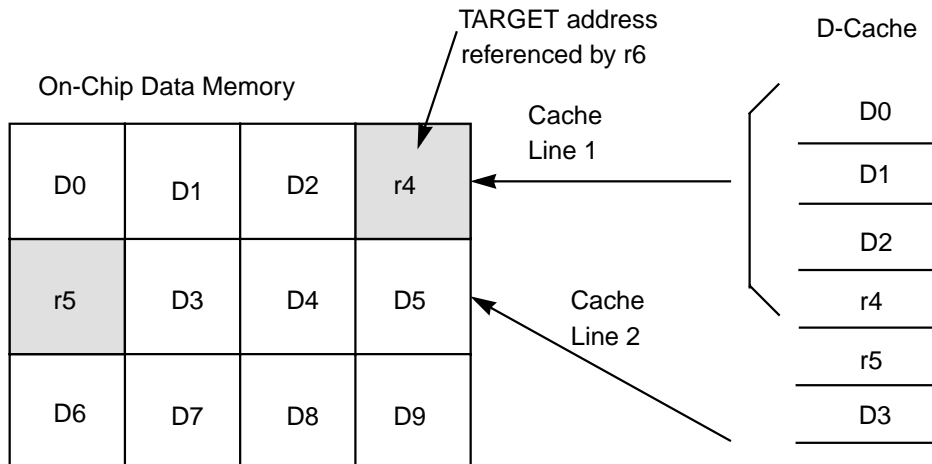 TARGET address
referenced by r6
D-Cache
On-Chip Data Memory
Cache
Line 1
D0
D1
D2
r4
r5
D3
D0
D1
D2
r4
r5
D3
D4
D5
Cache
Line 2
D6
D7
D8
D9